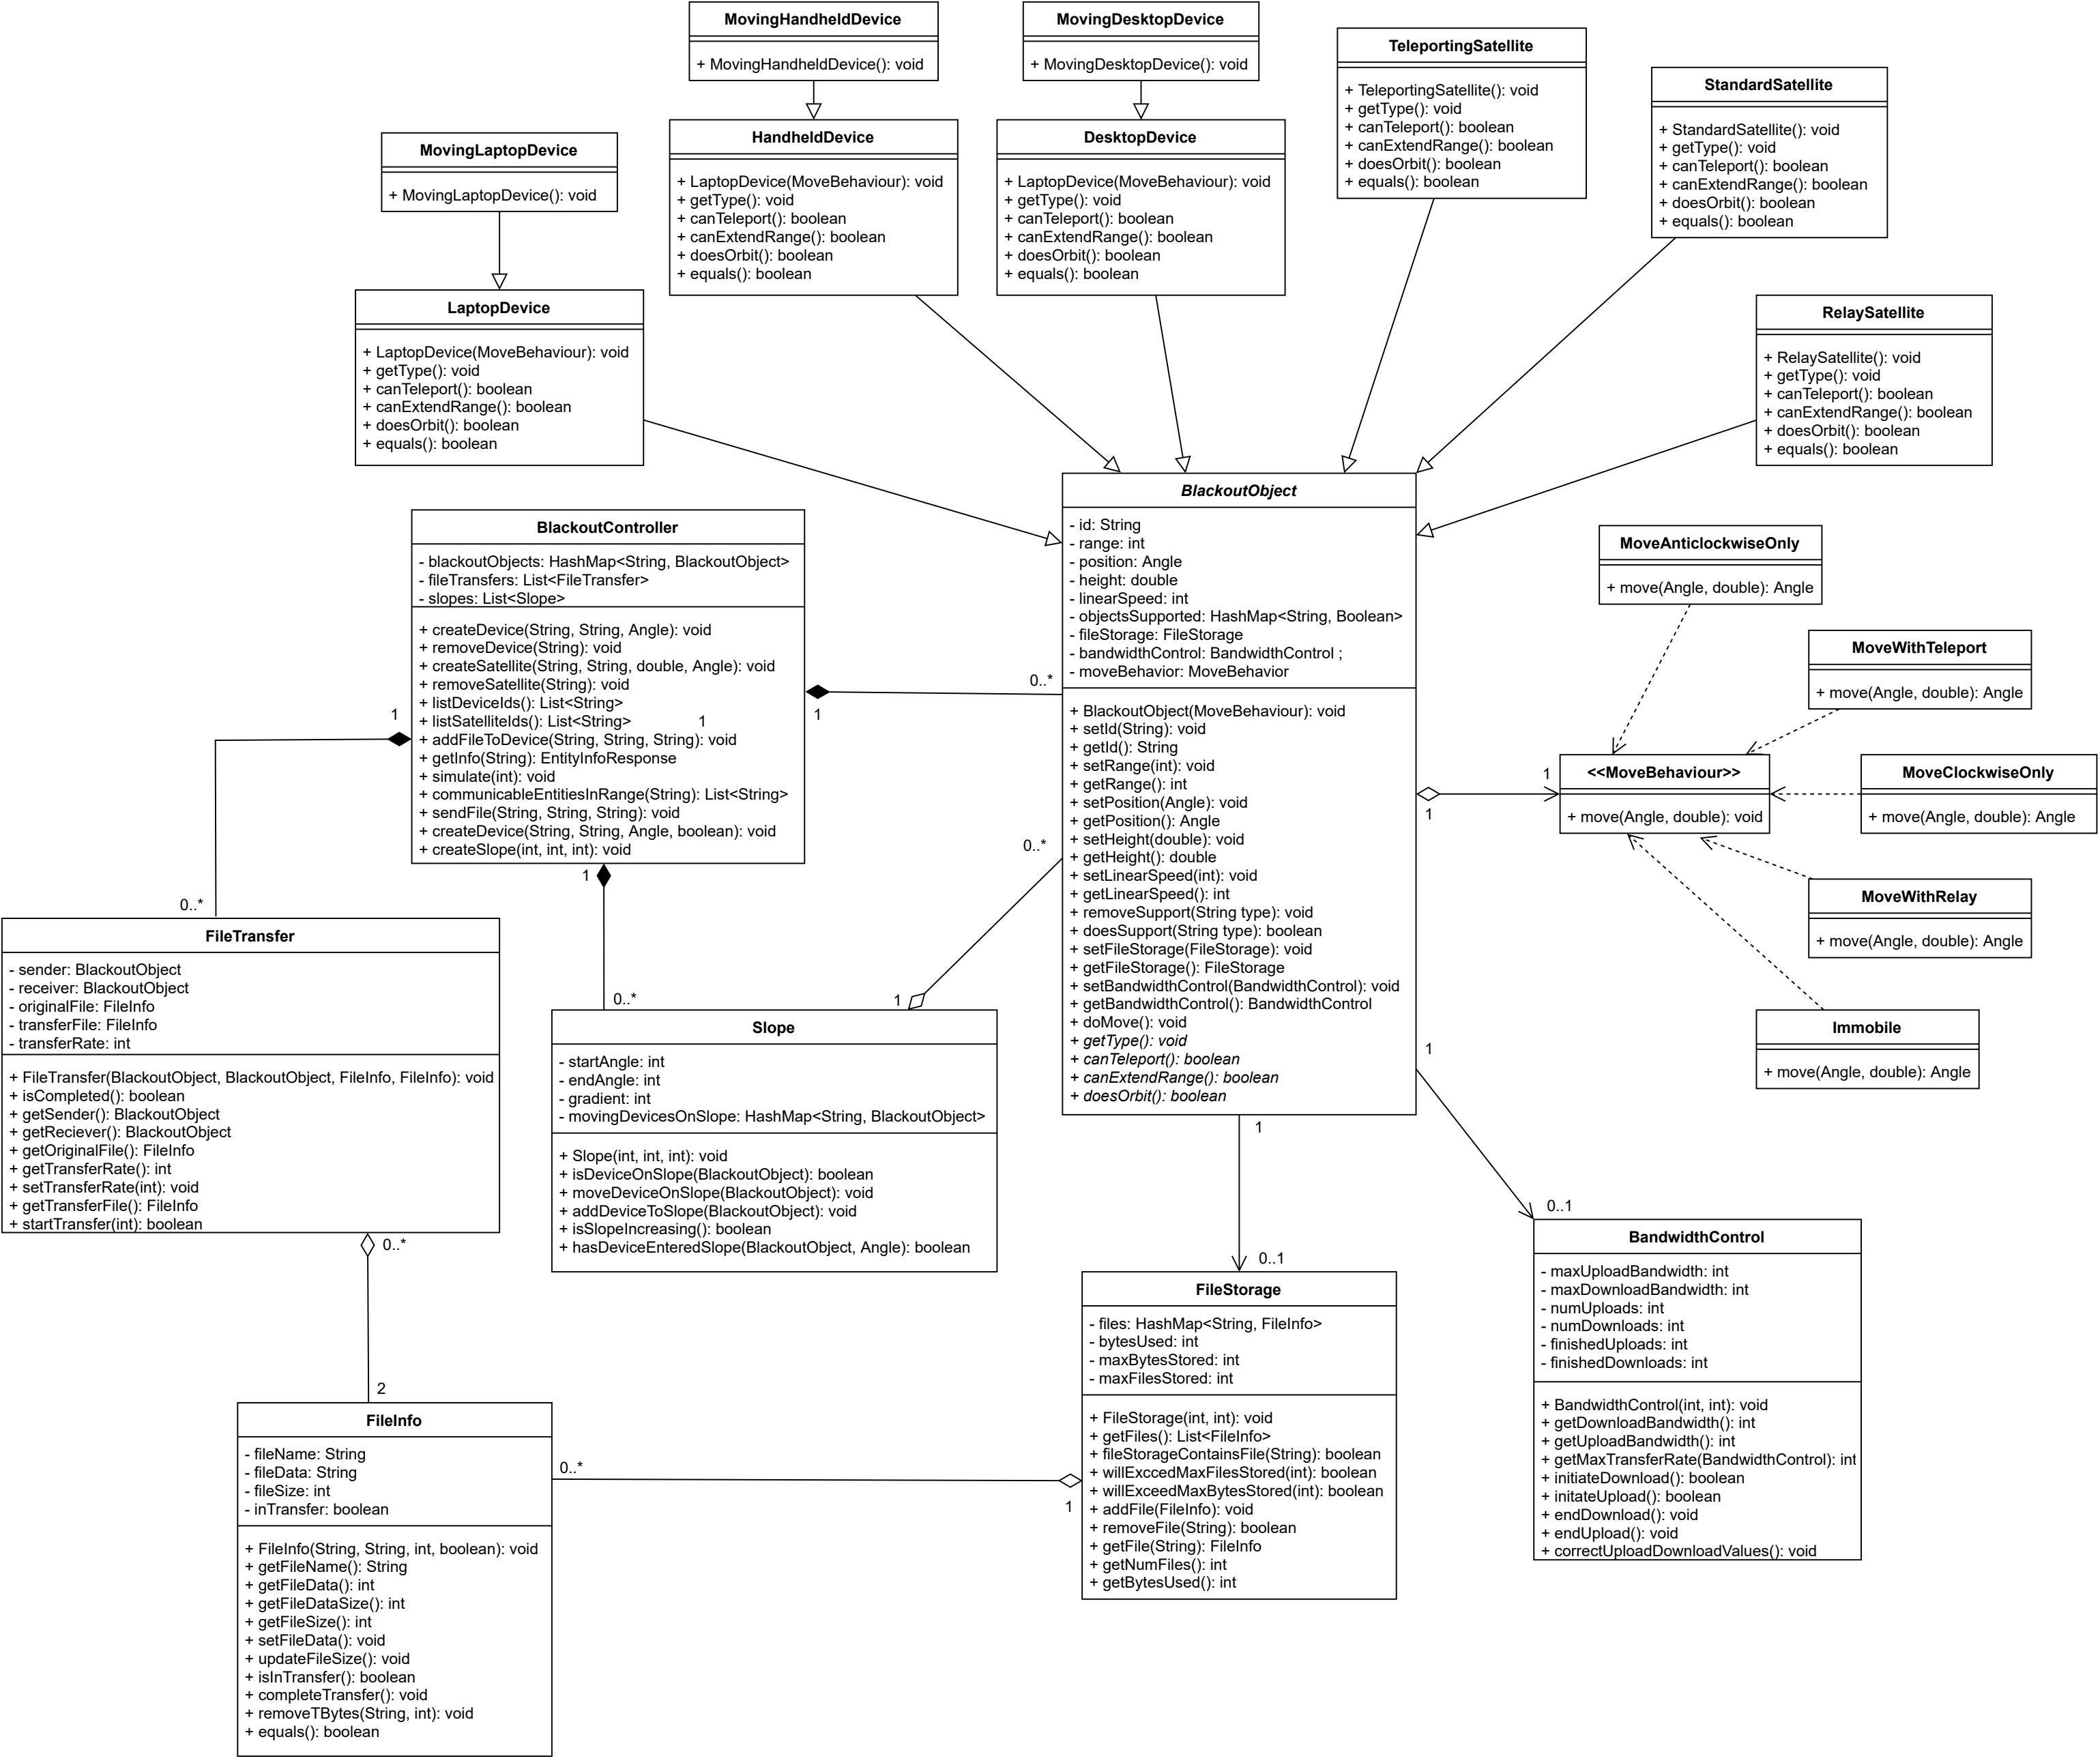 MovingHandheldDevice
+ MovingHandheldDevice(): void
MovingDesktopDevice
+ MovingDesktopDevice(): void
TeleportingSatellite
+ TeleportingSatellite(): void
+ getType(): void
+ canTeleport(): boolean
+ canExtendRange(): boolean
+ doesOrbit(): boolean
+ equals(): boolean
StandardSatellite
+ StandardSatellite(): void
+ getType(): void
+ canTeleport(): boolean
+ canExtendRange(): boolean
+ doesOrbit(): boolean
+ equals(): boolean
MovingLaptopDevice
+ MovingLaptopDevice(): void
HandheldDevice
+ LaptopDevice(MoveBehaviour): void
+ getType(): void
+ canTeleport(): boolean
+ canExtendRange(): boolean
+ doesOrbit(): boolean
+ equals(): boolean
DesktopDevice
+ LaptopDevice(MoveBehaviour): void
+ getType(): void
+ canTeleport(): boolean
+ canExtendRange(): boolean
+ doesOrbit(): boolean
+ equals(): boolean
LaptopDevice
+ LaptopDevice(MoveBehaviour): void
+ getType(): void
+ canTeleport(): boolean
+ canExtendRange(): boolean
+ doesOrbit(): boolean
+ equals(): boolean
RelaySatellite
+ RelaySatellite(): void
+ getType(): void
+ canTeleport(): boolean
+ canExtendRange(): boolean
+ doesOrbit(): boolean
+ equals(): boolean
BlackoutController
- blackoutObjects: HashMap<String, BlackoutObject>
- fileTransfers: List<FileTransfer>
- slopes: List<Slope>
+ createDevice(String, String, Angle): void
+ removeDevice(String): void
+ createSatellite(String, String, double, Angle): void
+ removeSatellite(String): void
+ listDeviceIds(): List<String>
+ listSatelliteIds(): List<String>
1
+ addFileToDevice(String, String, String): void
+ getInfo(String): EntityInfoResponse
+ simulate(int): void
+ communicableEntitiesInRange(String): List<String>
+ sendFile(String, String, String): void
+ createDevice(String, String, Angle, boolean): void
+ createSlope(int, int, int): void
1
0..*
1
0..*
1
0..*
0..*
1
BlackoutObject
- id: String
- range: int
- position: Angle
- height: double
- linearSpeed: int
- objectsSupported: HashMap<String, Boolean>
- fileStorage: FileStorage
- bandwidthControl: BandwidthControl ;
- moveBehavior: MoveBehavior
+ BlackoutObject(MoveBehaviour): void
+ setId(String): void
+ getId(): String
+ setRange(int): void
+ getRange(): int
+ setPosition(Angle): void
+ getPosition(): Angle
+ setHeight(double): void
+ getHeight(): double
+ setLinearSpeed(int): void
+ getLinearSpeed(): int
+ removeSupport(String type): void
+ doesSupport(String type): boolean
+ setFileStorage(FileStorage): void
+ getFileStorage(): FileStorage
+ setBandwidthControl(BandwidthControl): void
+ getBandwidthControl(): BandwidthControl
+ doMove(): void
+ getType(): void
+ canTeleport(): boolean
+ canExtendRange(): boolean
+ doesOrbit(): boolean
1
1
1
0..1
1
0..1
MoveAnticlockwiseOnly
+ move(Angle, double): Angle
MoveWithTeleport
+ move(Angle, double): Angle
<<MoveBehaviour>>
+ move(Angle, double): void
MoveClockwiseOnly
+ move(Angle, double): Angle
MoveWithRelay
+ move(Angle, double): Angle
Immobile
+ move(Angle, double): Angle
FileTransfer
- sender: BlackoutObject
- receiver: BlackoutObject
- originalFile: FileInfo
- transferFile: FileInfo
- transferRate: int
+ FileTransfer(BlackoutObject, BlackoutObject, FileInfo, FileInfo): void
+ isCompleted(): boolean
+ getSender(): BlackoutObject
+ getReciever(): BlackoutObject
+ getOriginalFile(): FileInfo
+ getTransferRate(): int
+ setTransferRate(int): void
+ getTransferFile(): FileInfo
+ startTransfer(int): boolean
0..*
2
Slope
- startAngle: int
- endAngle: int
- gradient: int
- movingDevicesOnSlope: HashMap<String, BlackoutObject>
+ Slope(int, int, int): void
+ isDeviceOnSlope(BlackoutObject): boolean
+ moveDeviceOnSlope(BlackoutObject): void
+ addDeviceToSlope(BlackoutObject): void
+ isSlopeIncreasing(): boolean
+ hasDeviceEnteredSlope(BlackoutObject, Angle): boolean
FileStorage
- files: HashMap<String, FileInfo>
- bytesUsed: int
- maxBytesStored: int
- maxFilesStored: int
+ FileStorage(int, int): void
+ getFiles(): List<FileInfo>
+ fileStorageContainsFile(String): boolean
+ willExccedMaxFilesStored(int): boolean
+ willExceedMaxBytesStored(int): boolean
+ addFile(FileInfo): void
+ removeFile(String): boolean
+ getFile(String): FileInfo
+ getNumFiles(): int
+ getBytesUsed(): int
BandwidthControl
- maxUploadBandwidth: int
- maxDownloadBandwidth: int
- numUploads: int
- numDownloads: int
- finishedUploads: int
- finishedDownloads: int
+ BandwidthControl(int, int): void
+ getDownloadBandwidth(): int
+ getUploadBandwidth(): int
+ getMaxTransferRate(BandwidthControl): int
+ initiateDownload(): boolean
+ initateUpload(): boolean
+ endDownload(): void
+ endUpload(): void
+ correctUploadDownloadValues(): void
FileInfo
- fileName: String
- fileData: String
- fileSize: int
- inTransfer: boolean
+ FileInfo(String, String, int, boolean): void
+ getFileName(): String
+ getFileData(): int
+ getFileDataSize(): int
+ getFileSize(): int
+ setFileData(): void
+ updateFileSize(): void
+ isInTransfer(): boolean
+ completeTransfer(): void
+ removeTBytes(String, int): void
+ equals(): boolean
0..*
1